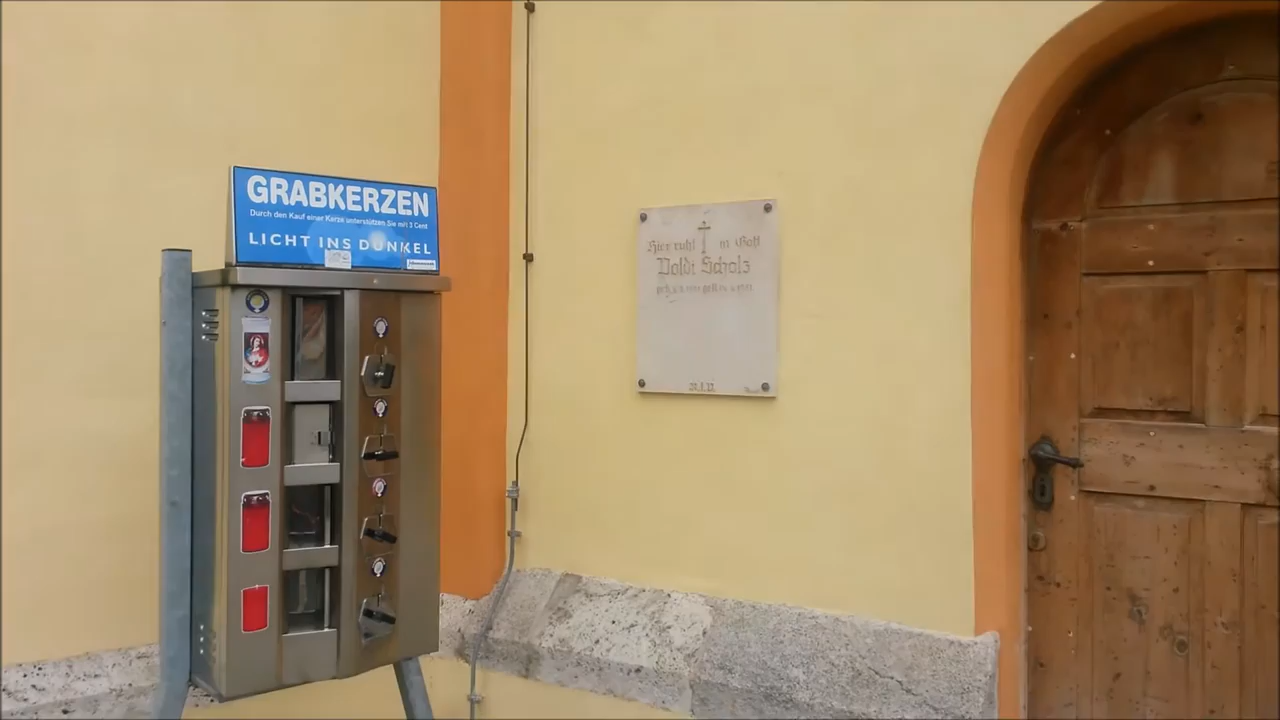 GRABKERZEN
Durch den Kauf einer Kerze unterstützen Sie mit 3 Cent
LICHT INS DUNKEL
Hier ruht in Gott
Poldi Scholz